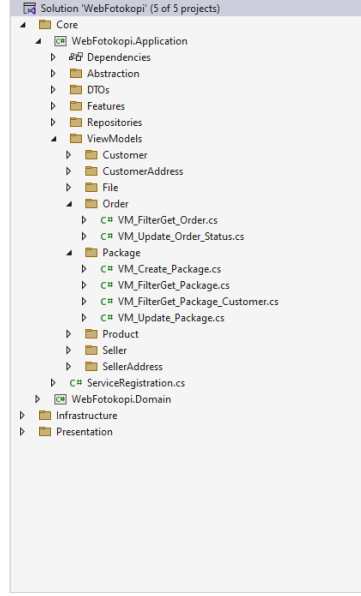 Solution 'WebFotokopi' (5 of 5 projects)
Core
C# WebFotokopi.Application
Dependencies
Abstraction
DTOs
Features
Repositories
ViewModels
Customer
CustomerAddress
File
Order
C# VM_FilterGet_Order.cs
C# VM_Update_Order_Status.cs
Package
C# VM_Create_Package.cs
C# VM_FilterGet_Package.cs
C# VM_FilterGet_Package_Customer.cs
C# VM_Update_Package.cs
Product
Seller
SellerAddress
C# ServiceRegistration.cs
C# WebFotokopi.Domain
Infrastructure
Presentation